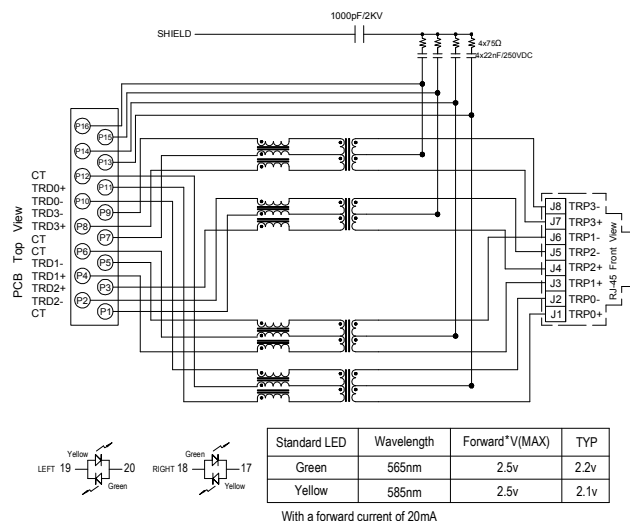 1000pF/2KV
SHIELD
4x75Ω
4x22nF/250VDC
P16
P15
P14
P13
CT P12
TRD0+ P11
TRD0- P10
TRD3- P9
TRD3+ P8
CT P7
CT P6
TRD1- P5
TRD1+ P4
TRD2+ P3
TRD2- P2
CT P1
PCB Top View
J8 TRP3-
J7 TRP3+
J6 TRP1-
J5 TRP2-
J4 TRP2+
J3 TRP1+
J2 TRP0-
J1 TRP0+
RJ-45 Front View
Yellow
LEFT 19 20
Green
Green
RIGHT 18 17
Yellow
Standard LED Wavelength Forward*V(MAX) TYP
Green 565nm 2.5v 2.2v
Yellow 585nm 2.5v 2.1v
With a forward current of 20mA